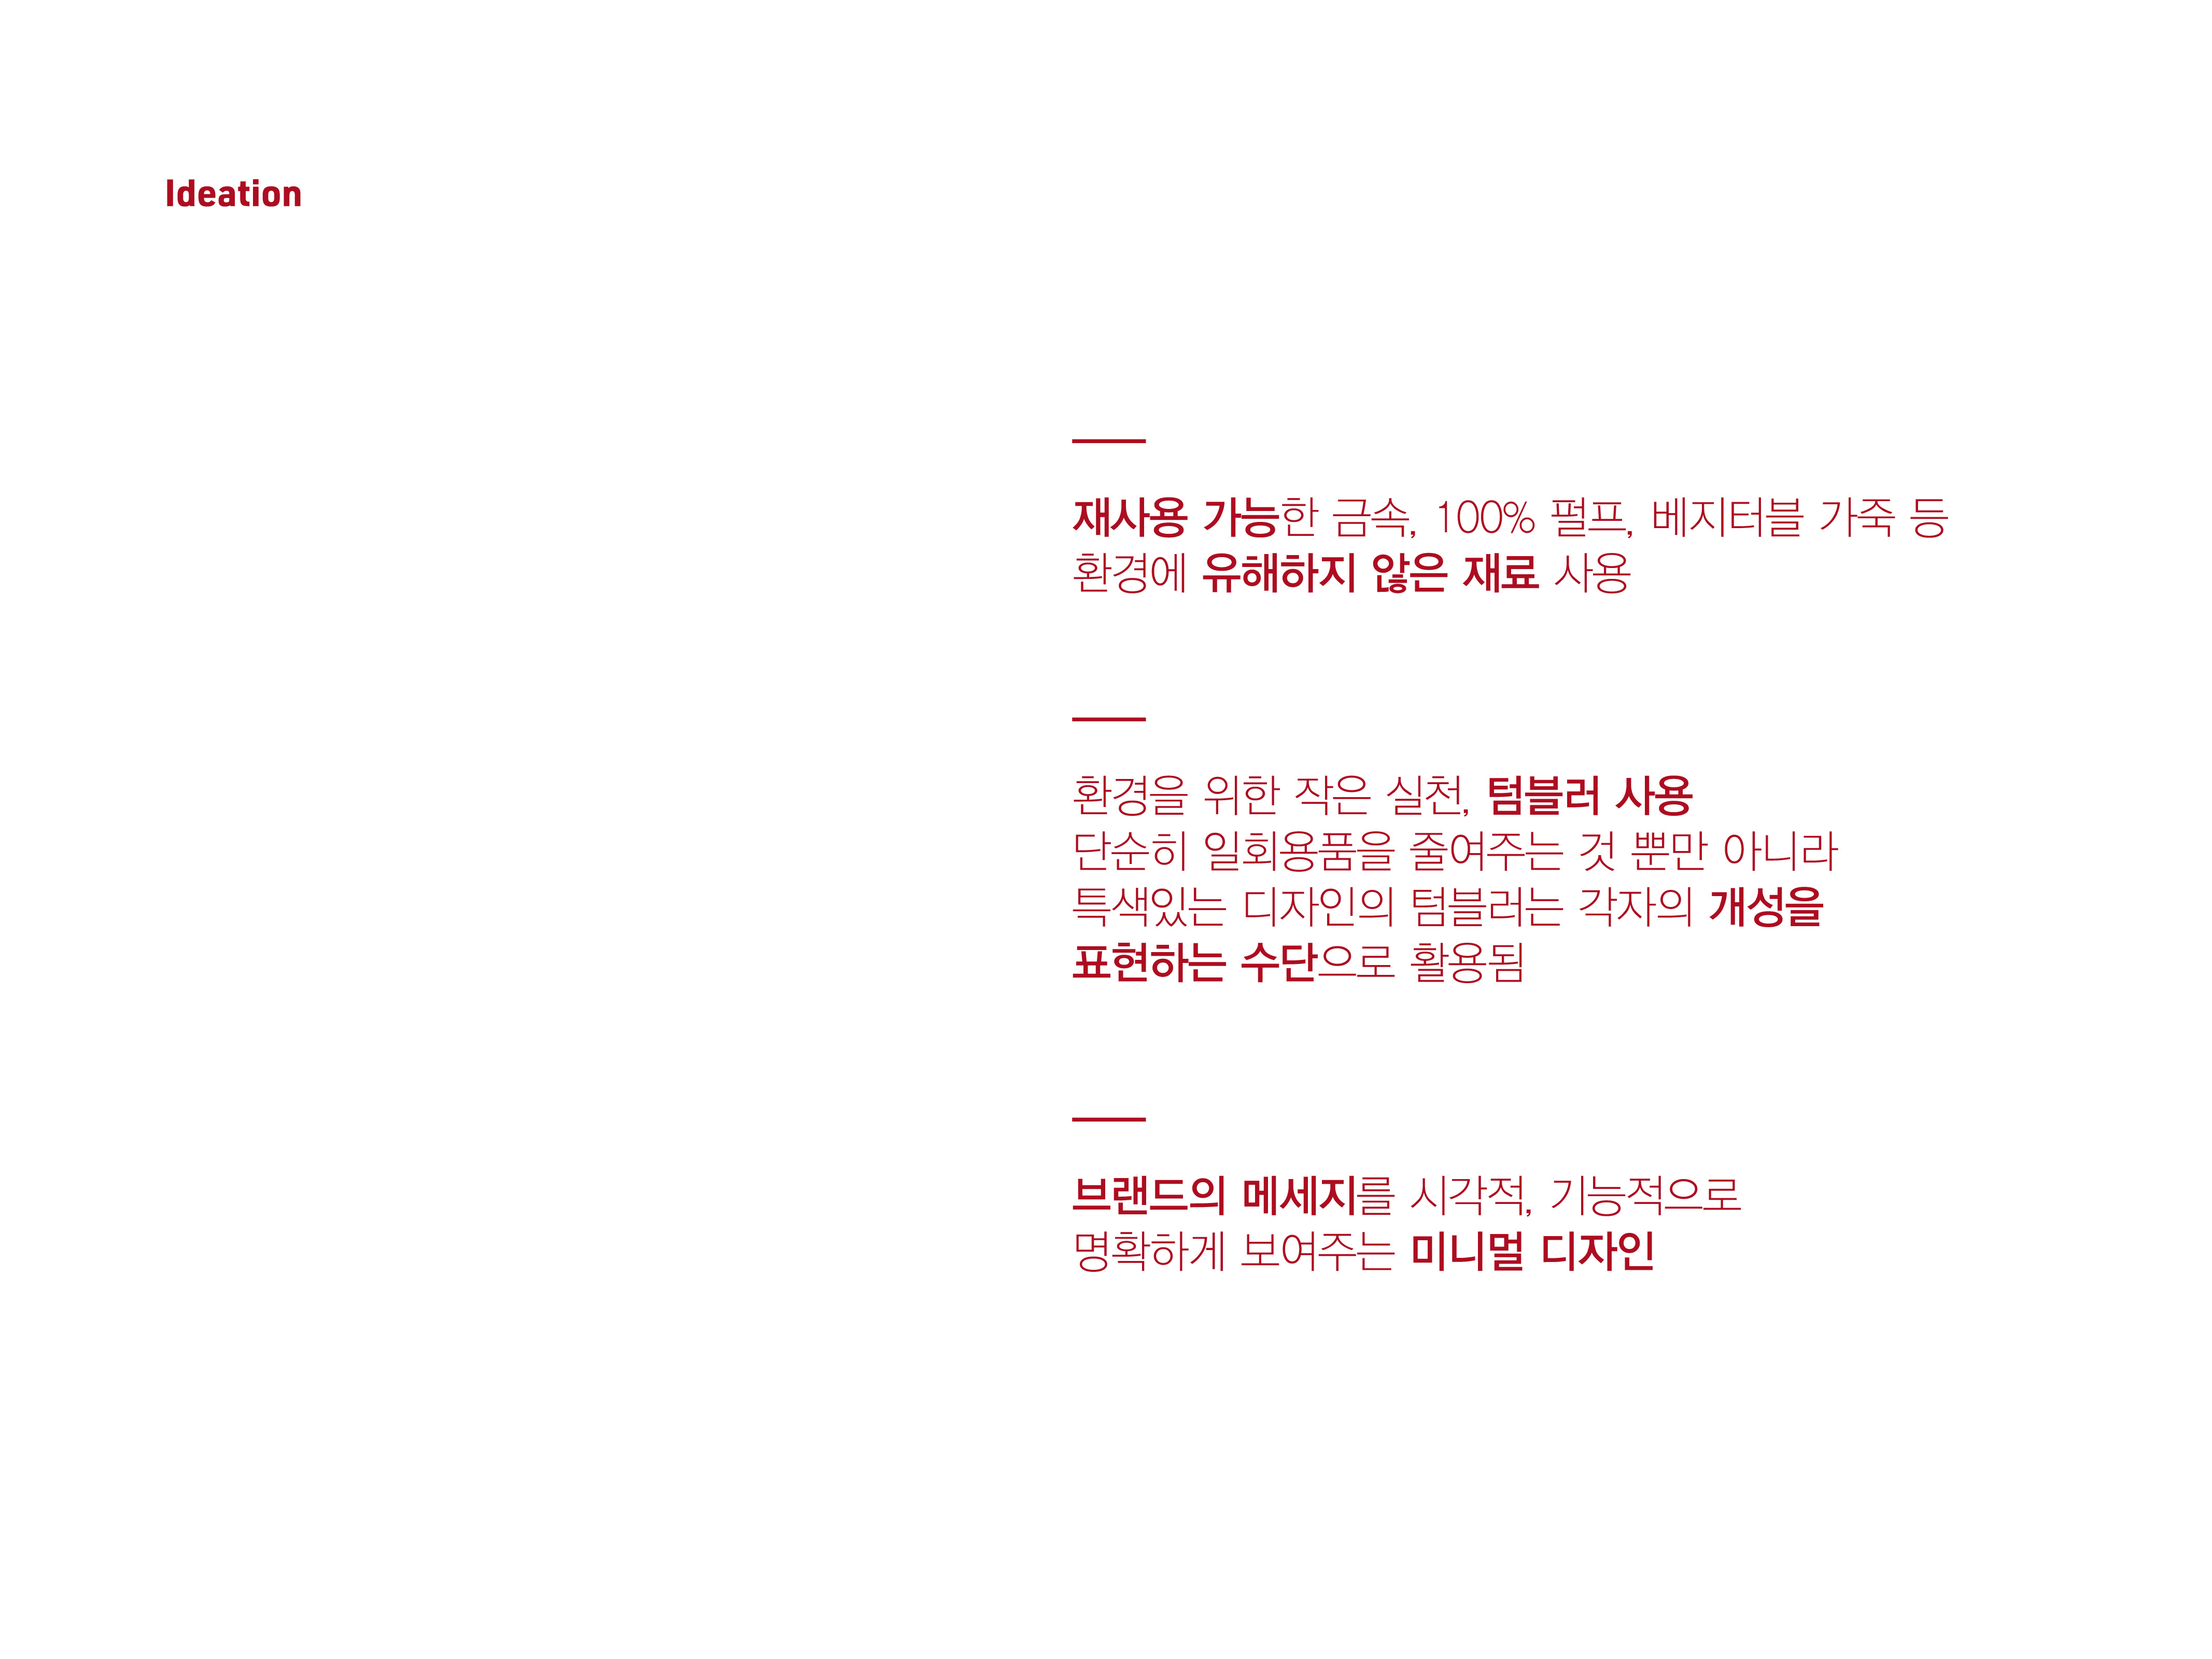 Ideation
재사용 가능한 금속, 100% 펄프, 베지터블 가죽 등
환경에 유해하지 않은 재료 사용
환경을 위한 작은 실천, 텀블러 사용
단순히 일회용품을 줄여주는 것 뿐만 아니라
특색있는 디자인의 텀블러는 각자의 개성을
표현하는 수단으로 활용됨
브랜드의 메세지를 시각적, 기능적으로
명확하게 보여주는 미니멀 디자인